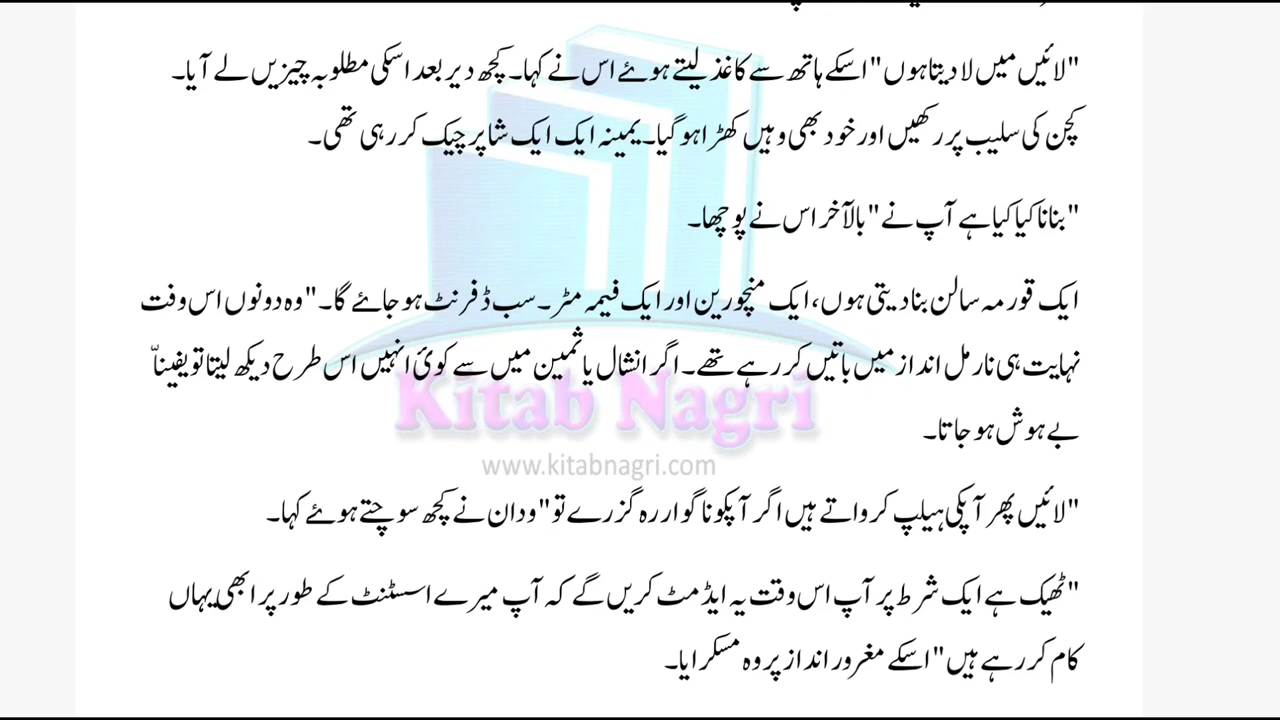 "لائیں میں لا دیتا ہوں" اسکے ہاتھ سے کاغذ لیتے ہوئے اس نے کہا۔ کچھ دیر بعد اسکی مطلوبہ چیزیں لے آیا۔
کچن کی سلیب پر رکھیں اور خود بھی وہیں کھڑا ہو گیا۔ یمینہ ایک ایک شاپر چیک کر رہی تھی۔
"بنانا کیا کیا ہے آپ نے" بالآخر اس نے پوچھا۔
ایک قورمہ سالن بنا دیتی ہوں، ایک منچورین اور ایک قیمہ مٹر۔ سب ڈفرنٹ ہو جائے گا۔" وہ دونوں اس وقت
نہایت ہی نارمل انداز میں باتیں کر رہے تھے۔ اگر انشال یا ثمین میں سے کوئ انہیں اس طرح دیکھ لیتا تو یقیناّ
بے ہوش ہو جاتا۔
Kitab Nagri
www.kitabnagri.com
"لائیں پھر آپکی ہیلپ کرواتے ہیں اگر آپکو ناگوار رہ گزرے تو" ودان نے کچھ سوچتے ہوئے کہا۔
"ٹھیک ہے ایک شرط پر آپ اس وقت یہ ایڈمٹ کریں گے کہ آپ میرے اسسٹنٹ کے طور پر ابھی یہاں
کام کر رہے ہیں" اسکے مغرور انداز پر وہ مسکرایا۔